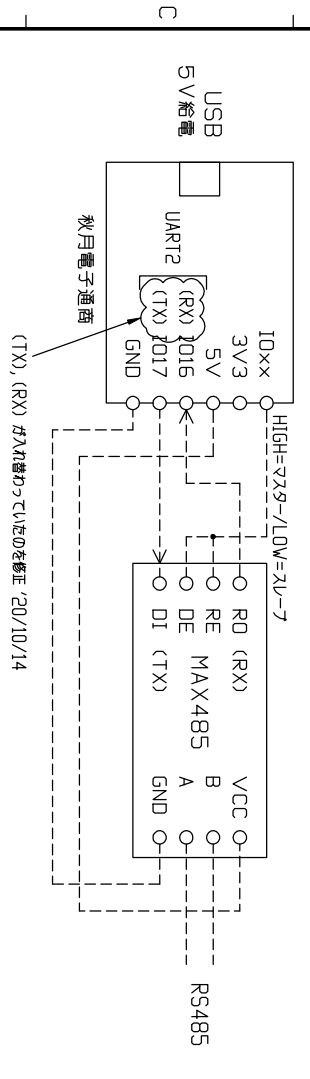 C
USB
5V給電
UART2
IOxx
3V3
5V
(RX) IO16
(TX) IO17
GND
秋月電子通商
(TX), (RX) が入れ替わっていたのを修正 '20/10/14
HIGH=マスター/LOW=スレーブ
RO (RX)
RE
DE
DI (TX)
MAX485
VCC
B
A
GND
RS485